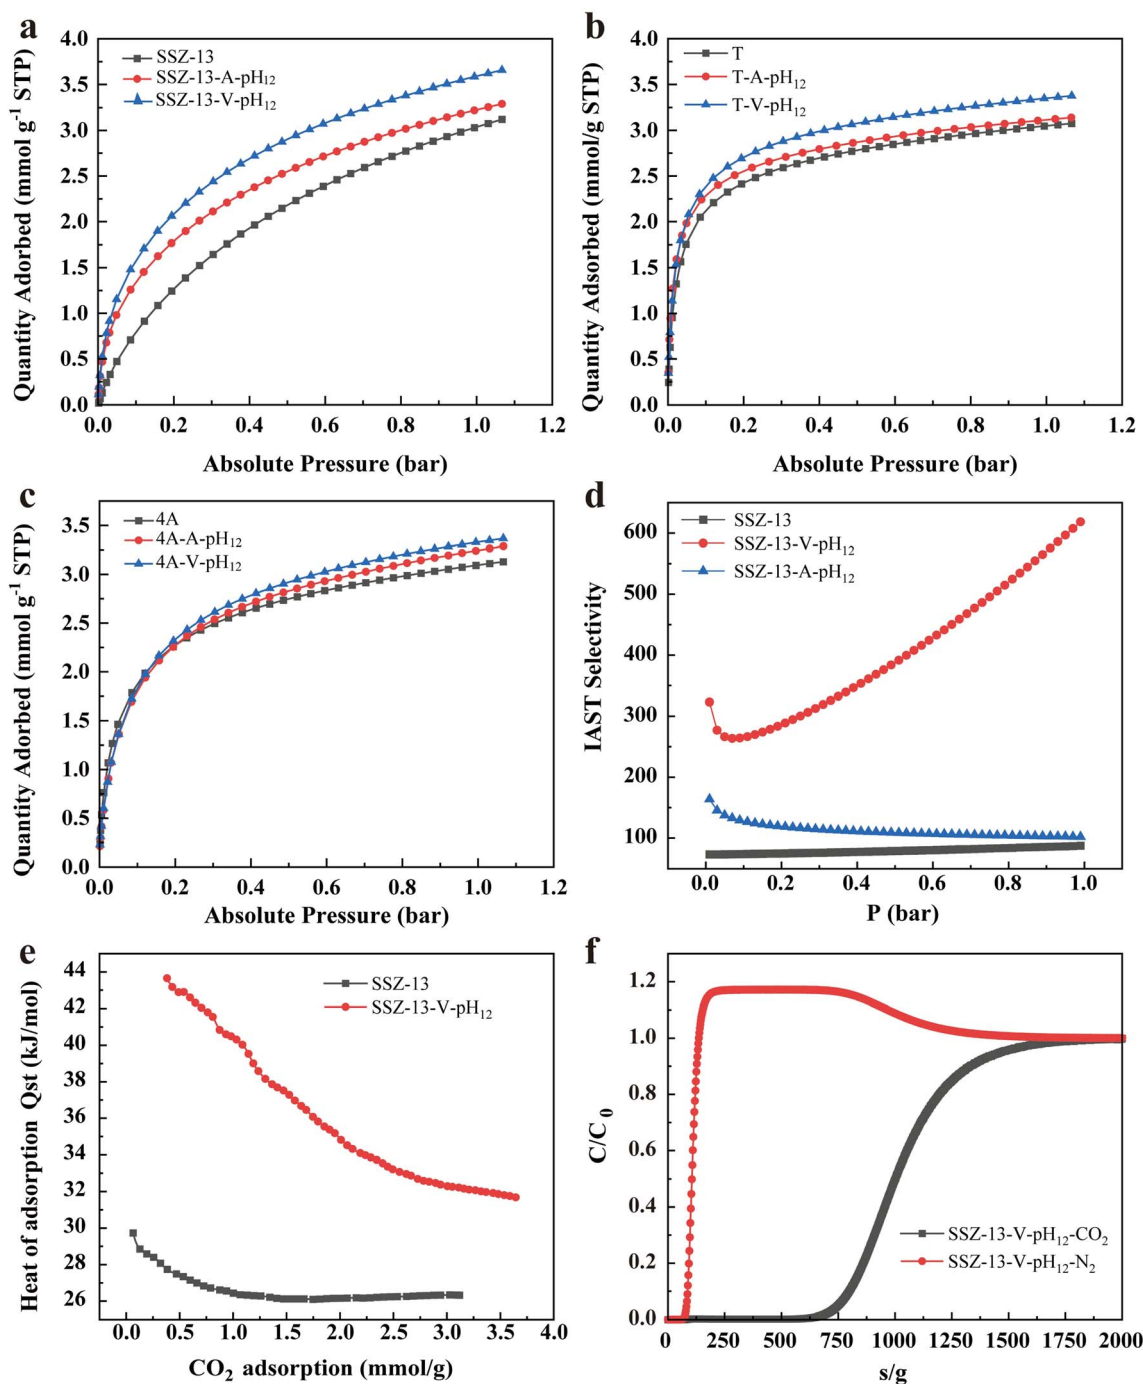 a
Quantity Adorbed (mmol g⁻¹ STP)
4.0
3.5
3.0
2.5
2.0
1.5
1.0
0.5
0.0
SSZ-13
SSZ-13-A-pH₁₂
SSZ-13-V-pH₁₂
0.0 0.2 0.4 0.6 0.8 1.0 1.2
Absolute Pressure (bar)
b
Quantity Adsorbed (mmol/g STP)
4.0
3.5
3.0
2.5
2.0
1.5
1.0
0.5
0.0
T
T-A-pH₁₂
T-V-pH₁₂
0.0 0.2 0.4 0.6 0.8 1.0 1.2
Absolute Pressure (bar)
c
Quantity Adorbed (mmol g⁻¹ STP)
3.5
3.0
2.5
2.0
1.5
1.0
0.5
0.0
4A
4A-A-pH₁₂
4A-V-pH₁₂
0.0 0.2 0.4 0.6 0.8 1.0 1.2
Absolute Pressure (bar)
d
IAST Selectivity
600
500
400
300
200
100
SSZ-13
SSZ-13-V-pH₁₂
SSZ-13-A-pH₁₂
0.0 0.2 0.4 0.6 0.8 1.0
P (bar)
e
Heat of adsorption Qst (kJ/mol)
44
42
40
38
36
34
32
30
28
26
SSZ-13
SSZ-13-V-pH₁₂
0.0 0.5 1.0 1.5 2.0 2.5 3.0 3.5 4.0
CO₂ adsorption (mmol/g)
f
C/C₀
1.2
1.0
0.8
0.6
0.4
0.2
0.0
SSZ-13-V-pH₁₂-CO₂
SSZ-13-V-pH₁₂-N₂
0 250 500 750 1000 1250 1500 1750 2000
s/g